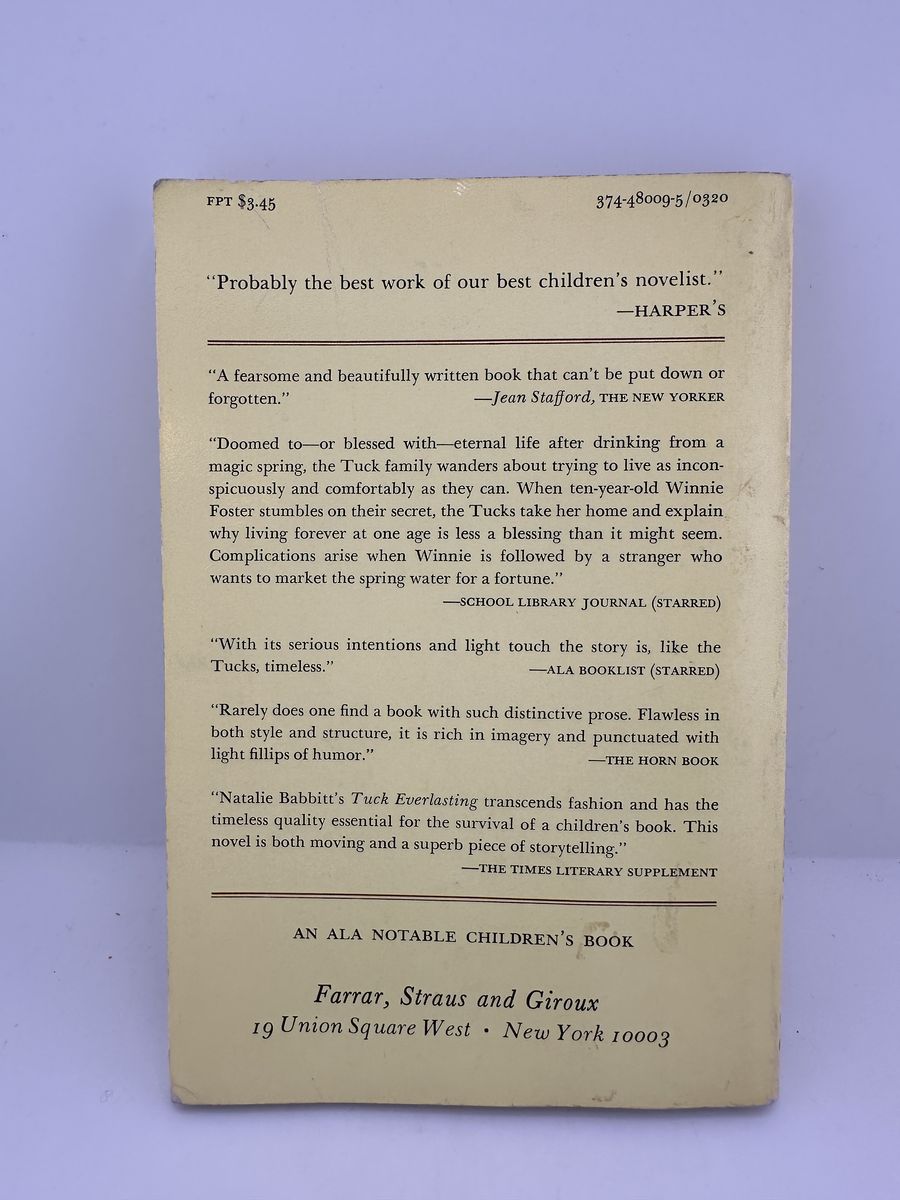 FPT $3.45
374-48009-5/0320
“Probably the best work of our best children’s novelist.”
—HARPER’S
“A fearsome and beautifully written book that can’t be put down or
forgotten.” —Jean Stafford, THE NEW YORKER
“Doomed to—or blessed with—eternal life after drinking from a
magic spring, the Tuck family wanders about trying to live as incon-
spicuously and comfortably as they can. When ten-year-old Winnie
Foster stumbles on their secret, the Tucks take her home and explain
why living forever at one age is less a blessing than it might seem.
Complications arise when Winnie is followed by a stranger who
wants to market the spring water for a fortune.”
—SCHOOL LIBRARY JOURNAL (STARRED)
“With its serious intentions and light touch the story is, like the
Tucks, timeless.” —ALA BOOKLIST (STARRED)
“Rarely does one find a book with such distinctive prose. Flawless in
both style and structure, it is rich in imagery and punctuated with
light fillips of humor.” —THE HORN BOOK
“Natalie Babbitt’s Tuck Everlasting transcends fashion and has the
timeless quality essential for the survival of a children’s book. This
novel is both moving and a superb piece of storytelling.”
—THE TIMES LITERARY SUPPLEMENT
AN ALA NOTABLE CHILDREN’S BOOK
Farrar, Straus and Giroux
19 Union Square West • New York 10003